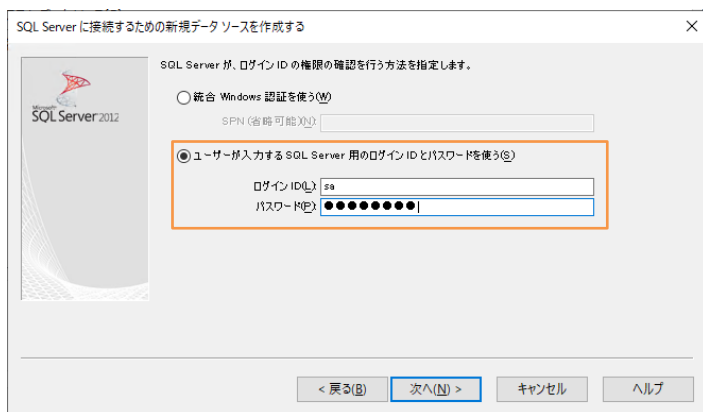 SQL Server に接続するための新規データ ソースを作成する
SQL Server が、ログイン ID の権限の確認を行う方法を指定します。
Microsoft
SQL Server 2012
統合 Windows 認証を使う(W)
SPN (省略可能)(N):
ユーザーが入力する SQL Server 用のログイン ID とパスワードを使う(S)
ログイン ID(L): sa
パスワード(P): ●●●●●●●●
< 戻る(B)
次へ(N) >
キャンセル
ヘルプ